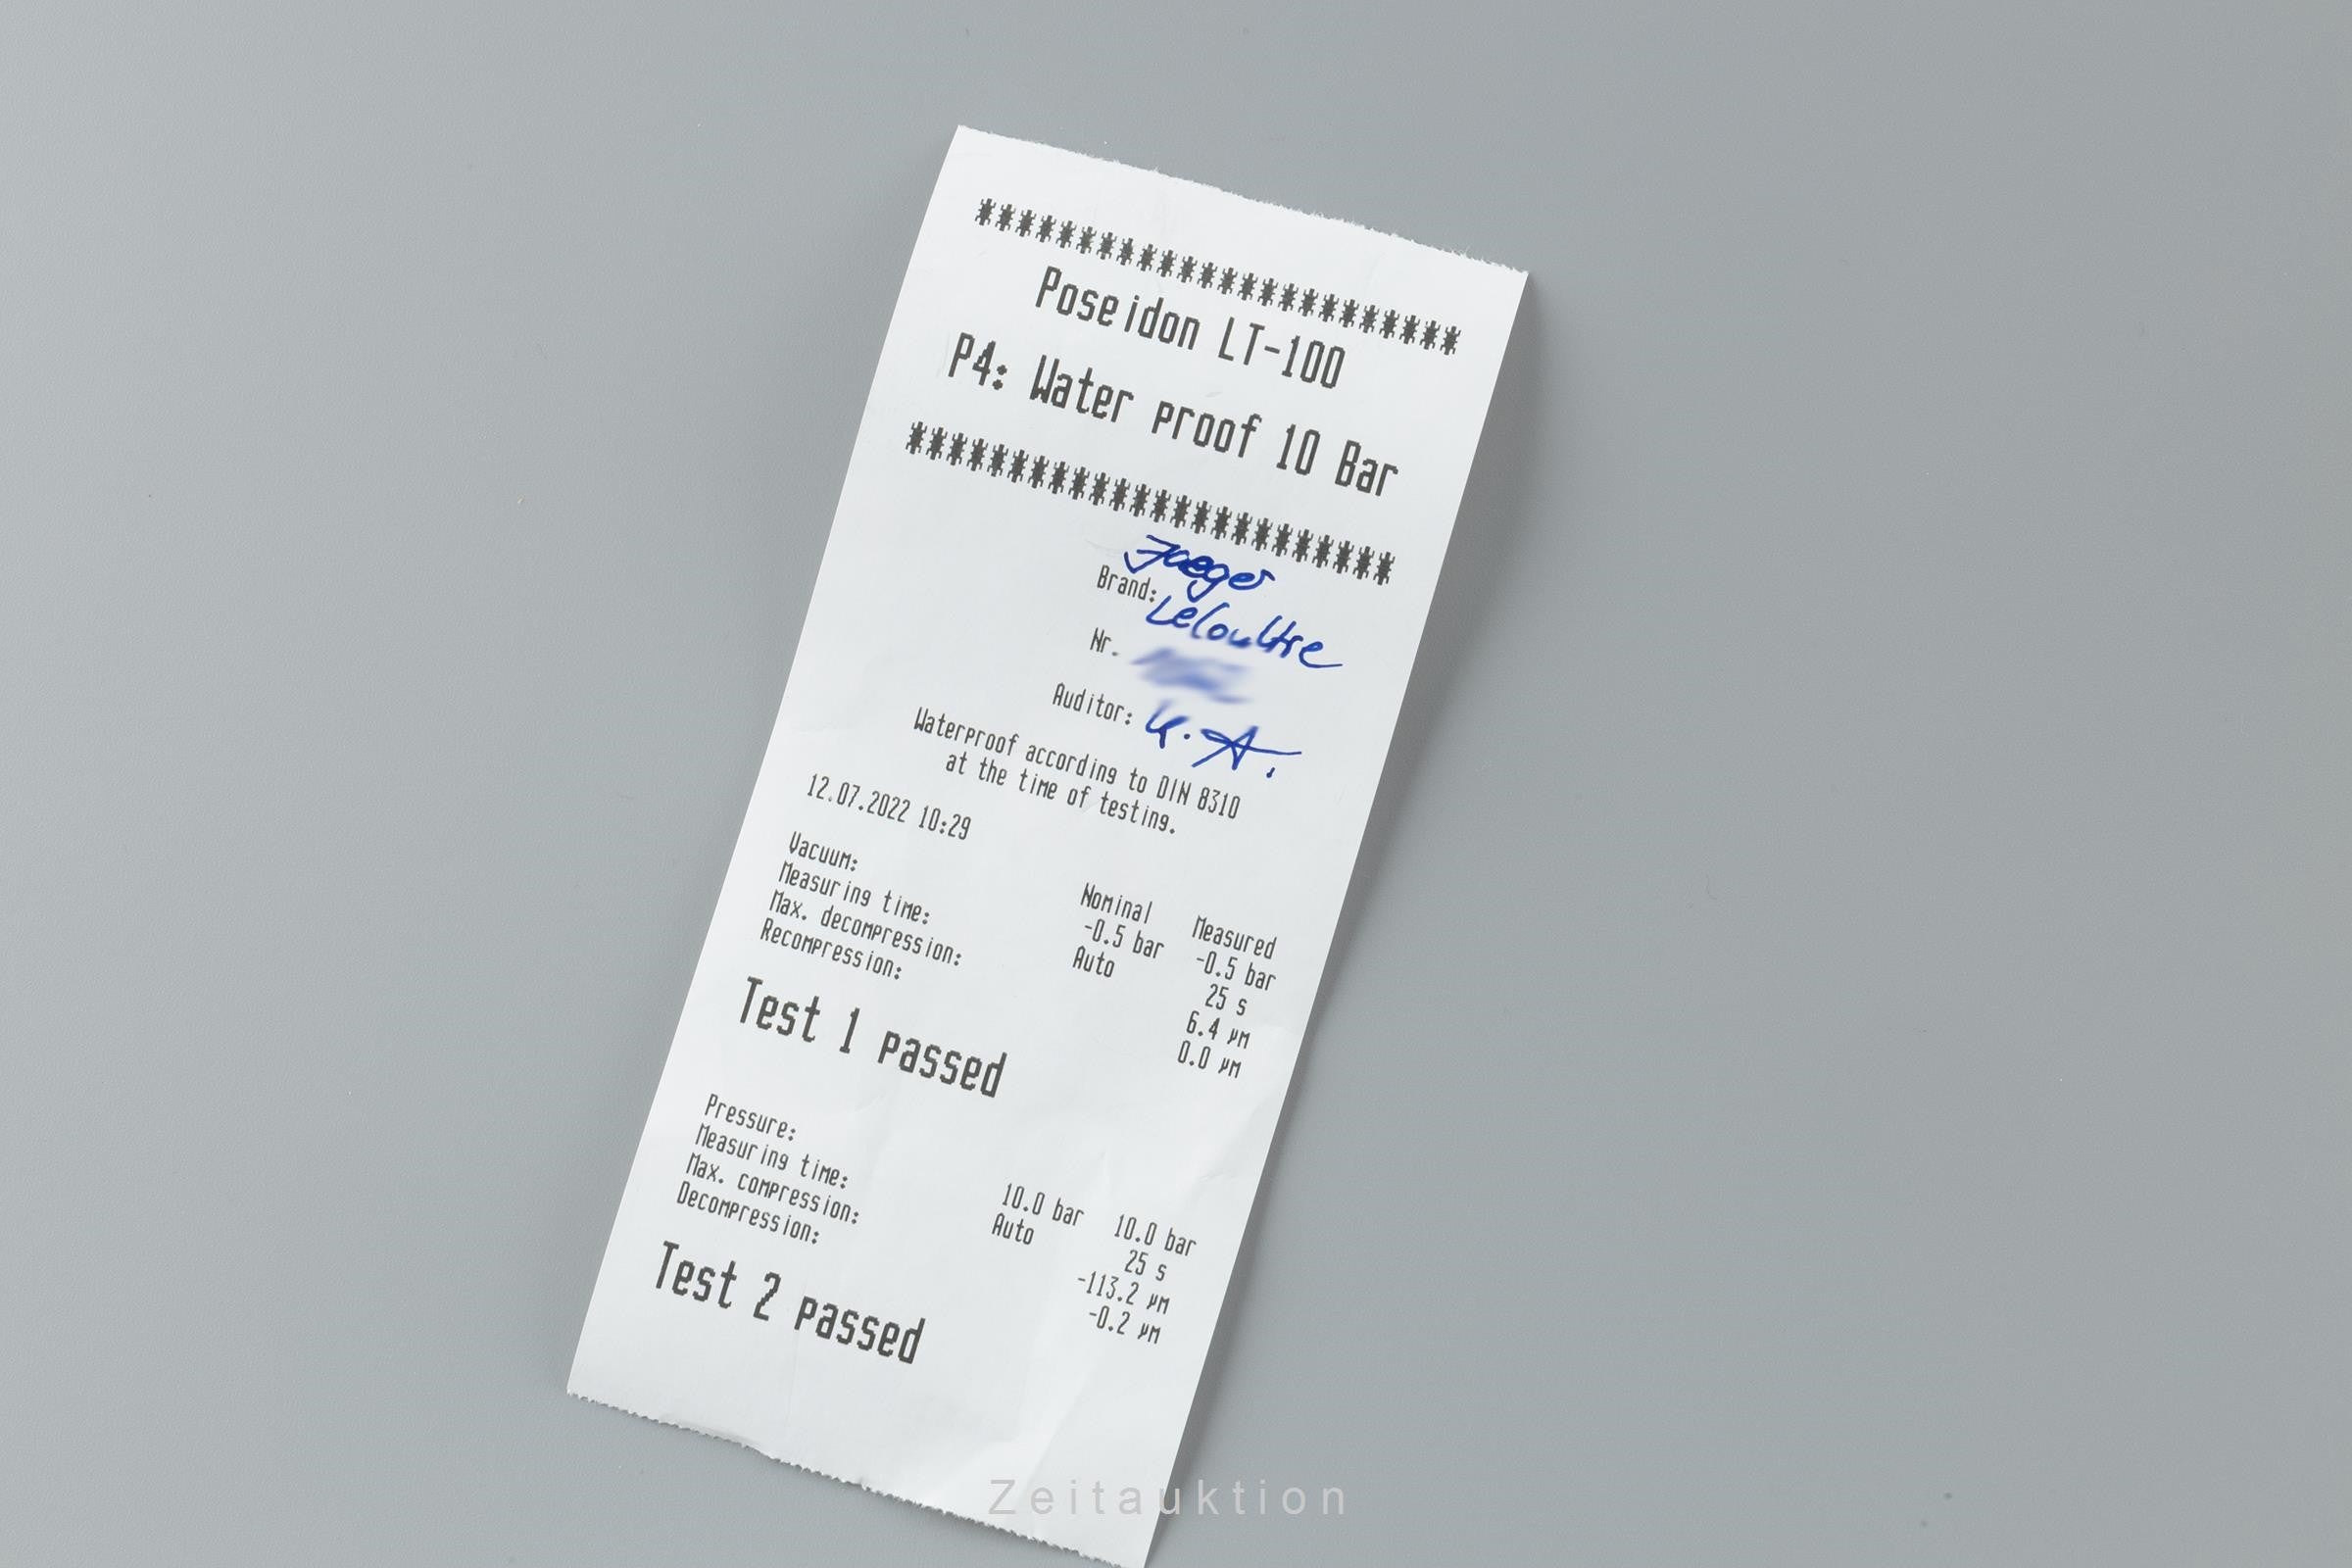 ************************
Poseidon LT-100
P4: Water proof 10 Bar
************************
Brand: Jaeger
LeCoultre
Nr.
Auditor: K. A.
Waterproof according to DIN 8310
at the time of testing.
12.07.2022 10:29
Nominal Measured
Vacuum: -0.5 bar -0.5 bar
Measuring time: Auto 25 s
Max. decompression: 6.4 µm
Recompression: 0.0 µm
Test 1 passed
Pressure: 10.0 bar 10.0 bar
Measuring time: Auto 25 s
Max. compression: -113.2 µm
Decompression: -0.2 µm
Test 2 passed
Zeitauktion